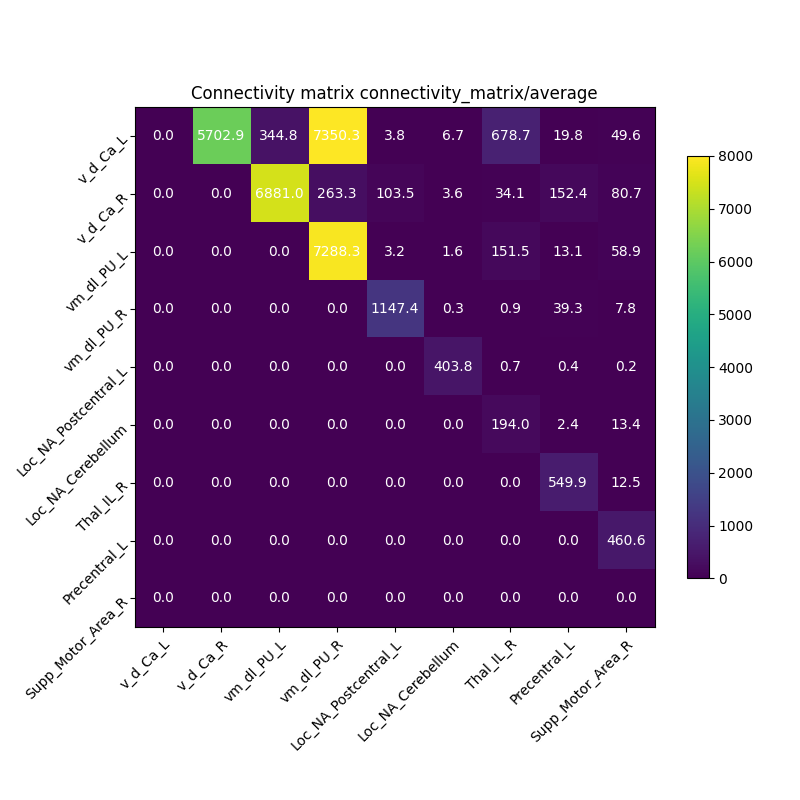 Connectivity matrix connectivity_matrix/average
v_d_Ca_L 0.0 5702.9 344.8 7350.3 3.8 6.7 678.7 19.8 49.6
v_d_Ca_R 0.0 0.0 6881.0 263.3 103.5 3.6 34.1 152.4 80.7
vm_dl_PU_L 0.0 0.0 0.0 7288.3 3.2 1.6 151.5 13.1 58.9
vm_dl_PU_R 0.0 0.0 0.0 0.0 1147.4 0.3 0.9 39.3 7.8
Loc_NA_Postcentral_L 0.0 0.0 0.0 0.0 0.0 403.8 0.7 0.4 0.2
Loc_NA_Cerebellum 0.0 0.0 0.0 0.0 0.0 0.0 194.0 2.4 13.4
Thal_IL_R 0.0 0.0 0.0 0.0 0.0 0.0 0.0 549.9 12.5
Precentral_L 0.0 0.0 0.0 0.0 0.0 0.0 0.0 0.0 460.6
Supp_Motor_Area_R 0.0 0.0 0.0 0.0 0.0 0.0 0.0 0.0 0.0
v_d_Ca_L v_d_Ca_R vm_dl_PU_L vm_dl_PU_R Loc_NA_Postcentral_L Loc_NA_Cerebellum Thal_IL_R Precentral_L Supp_Motor_Area_R
8000
7000
6000
5000
4000
3000
2000
1000
0